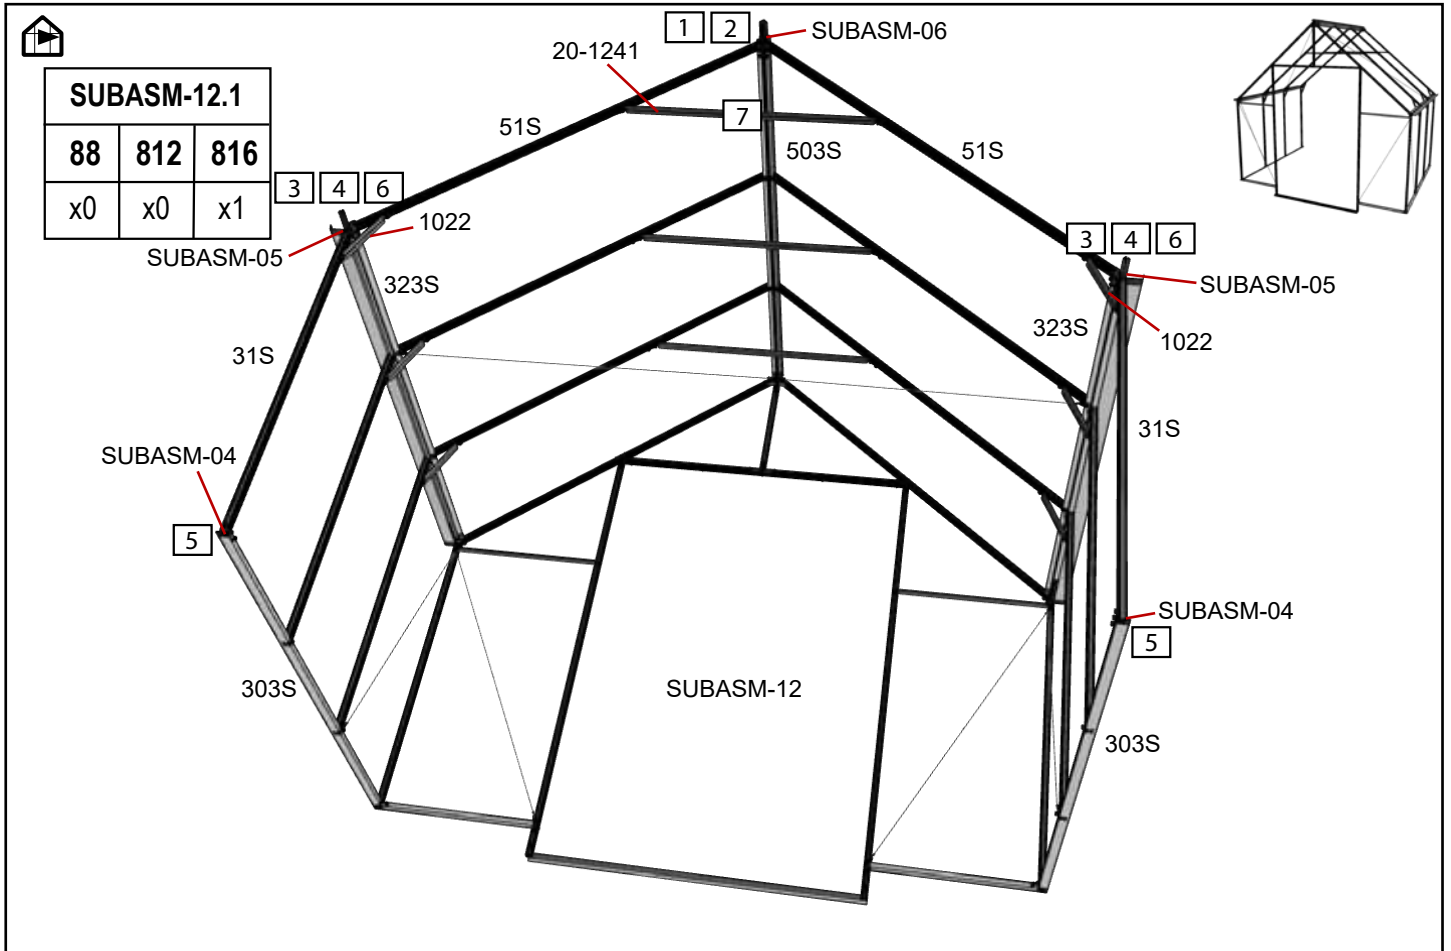 1 2 SUBASM-06
20-1241
SUBASM-12.1
88 812 816
x0 x0 x1
51S
7
503S
51S
3 4 6
1022
SUBASM-05
323S
3 4 6
SUBASM-05
323S
1022
31S
31S
SUBASM-04
5
SUBASM-04
5
303S
SUBASM-12
303S